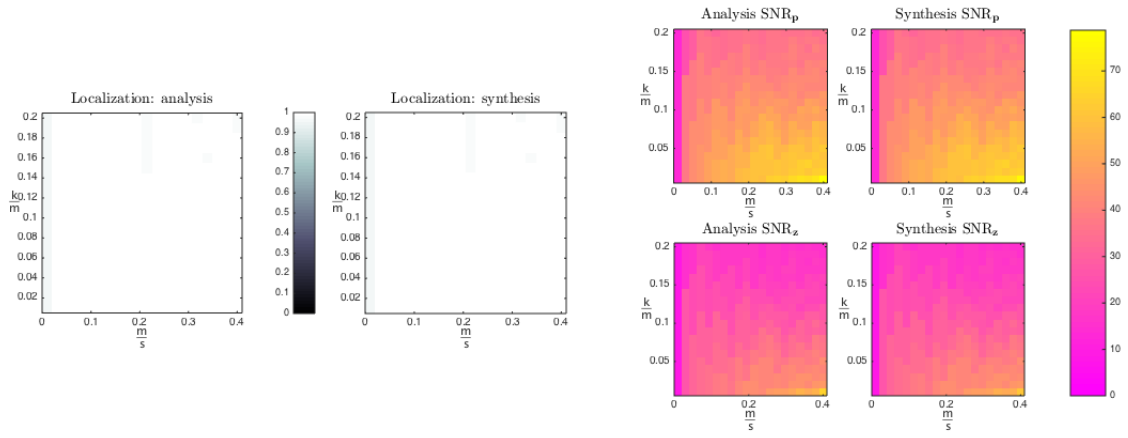 Localization: analysis
0.2
0.18
0.16
0.14
0.12
k
m
0.1
0.08
0.06
0.04
0.02
0 0.1 0.2 0.3 0.4
m
s
1
0.9
0.8
0.7
0.6
0.5
0.4
0.3
0.2
0.1
0
Localization: synthesis
0.2
0.18
0.16
0.14
0.12
k
m
0.1
0.08
0.06
0.04
0.02
0 0.1 0.2 0.3 0.4
m
s
Analysis SNRp
0.2
0.15
k
m
0.1
0.05
0 0.1 0.2 0.3 0.4
m
s
Synthesis SNRp
0 0.1 0.2 0.3 0.4
0.2
0.15
k
m
0.1
0.05
m
s
Analysis SNRz
0.2
0.15
k
m
0.1
0.05
0 0.2 0.4
m
s
Synthesis SNRz
0.2
0.15
k
m
0.1
0.05
0 0.2 0.4
m
s
70
60
50
40
30
20
10
0